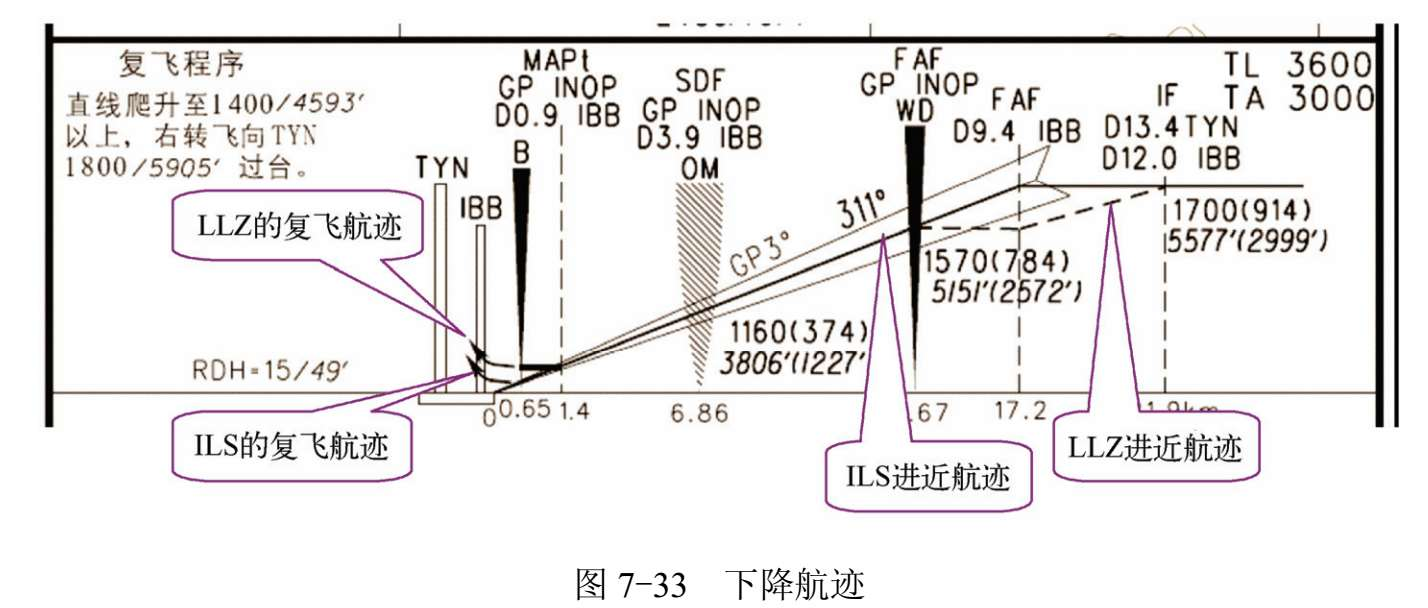 复飞程序
直线爬升至1400/4593′
以上，右转飞向TYN
1800/5905′ 过台。
MAPt
GP INOP
D0.9 IBB
SDF
GP INOP
D3.9 IBB
OM
FAF
GP INOP
WD
FAF
D9.4 IBB
IF
D13.4TYN
D12.0 IBB
TL 3600
TA 3000
TYN
IBB
B
LLZ的复飞航迹
GP3°
311°
1700(914)
5577′(2999′)
1570(784)
5151′(2572′)
1160(374)
3806′(1227′
RDH=15/49′
0
0.65
1.4
6.86
.67
17.2
ILS的复飞航迹
ILS进近航迹
LLZ进近航迹
图 7-33 下降航迹